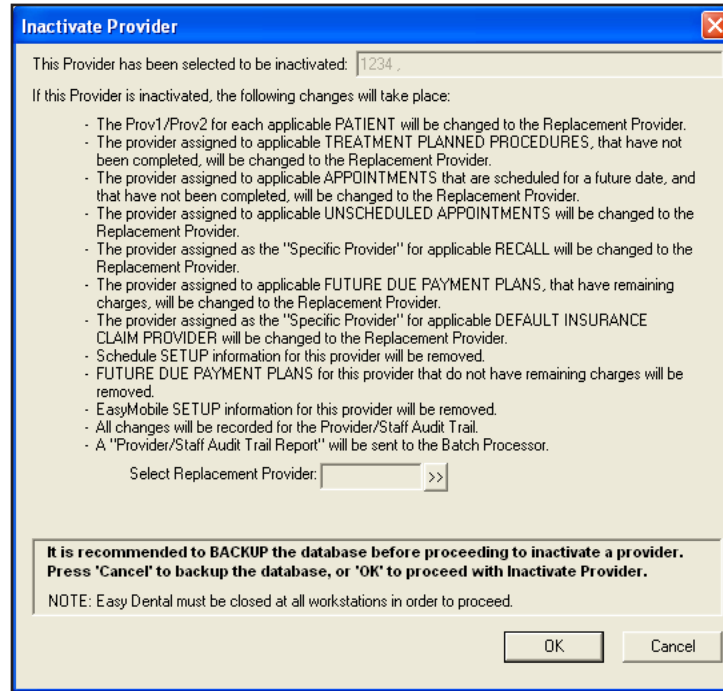 Inactivate Provider
This Provider has been selected to be inactivated: 1234 ,
If this Provider is inactivated, the following changes will take place:
- The Prov1/Prov2 for each applicable PATIENT will be changed to the Replacement Provider.
- The provider assigned to applicable TREATMENT PLANNED PROCEDURES, that have not
been completed, will be changed to the Replacement Provider.
- The provider assigned to applicable APPOINTMENTS that are scheduled for a future date, and
that have not been completed, will be changed to the Replacement Provider.
- The provider assigned to applicable UNSCHEDULED APPOINTMENTS will be changed to the
Replacement Provider.
- The provider assigned as the "Specific Provider" for applicable RECALL will be changed to the
Replacement Provider.
- The provider assigned to applicable FUTURE DUE PAYMENT PLANS, that have remaining
charges, will be changed to the Replacement Provider.
- The provider assigned as the "Specific Provider" for applicable DEFAULT INSURANCE
CLAIM PROVIDER will be changed to the Replacement Provider.
- Schedule SETUP information for this provider will be removed.
- FUTURE DUE PAYMENT PLANS for this provider that do not have remaining charges will be
removed.
- EasyMobile SETUP information for this provider will be removed.
- All changes will be recorded for the Provider/Staff Audit Trail.
- A "Provider/Staff Audit Trail Report" will be sent to the Batch Processor.
Select Replacement Provider: >>
It is recommended to BACKUP the database before proceeding to inactivate a provider.
Press 'Cancel' to backup the database, or 'OK' to proceed with Inactivate Provider.
NOTE: Easy Dental must be closed at all workstations in order to proceed.
OK Cancel